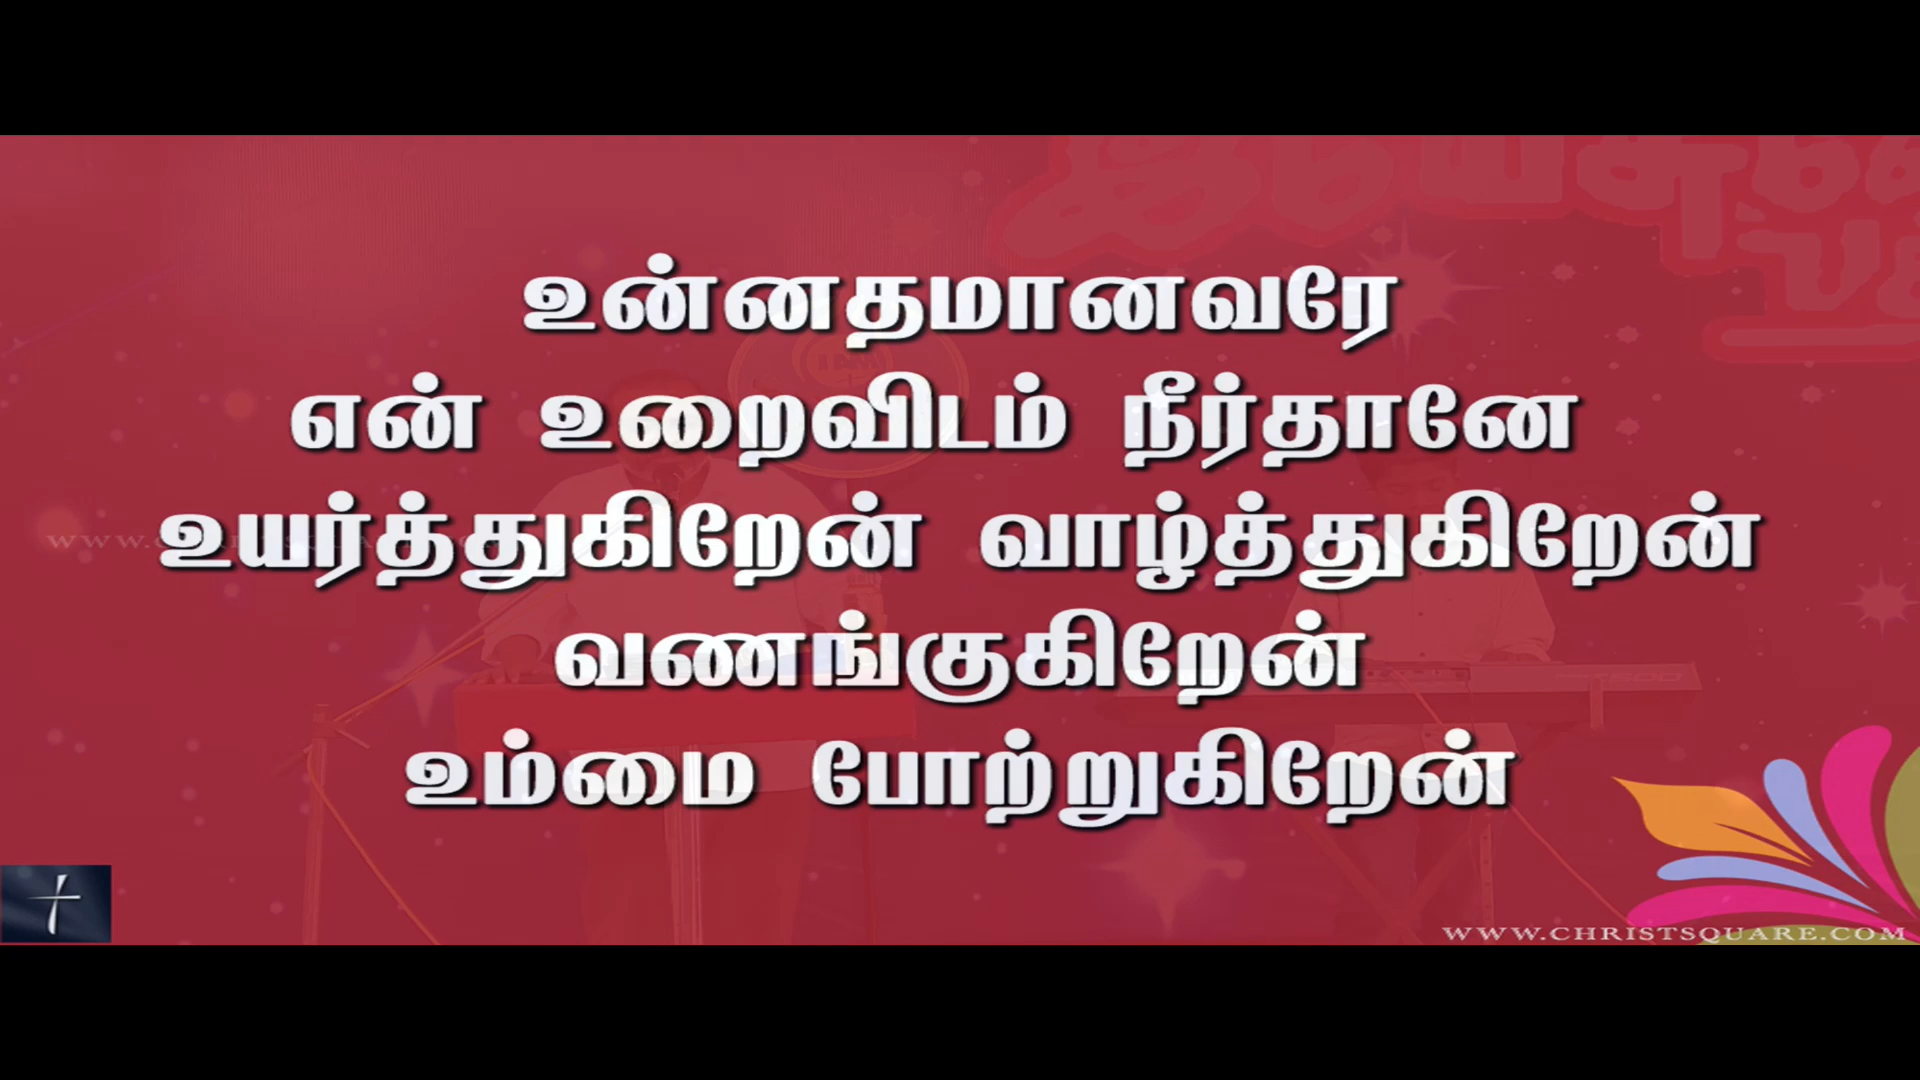 உன்னதமானவரே
என் உறைவிடம் நீர்தானே
உயர்த்துகிறேன் வாழ்த்துகிறேன்
வணங்குகிறேன்
உம்மை போற்றுகிறேன்
WWW.CHRISTSQUARE.COM